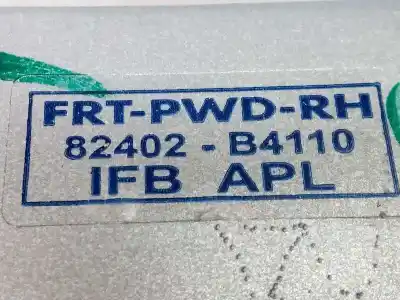 FRT-PWD-RH
82402 - B4110
IFB APL